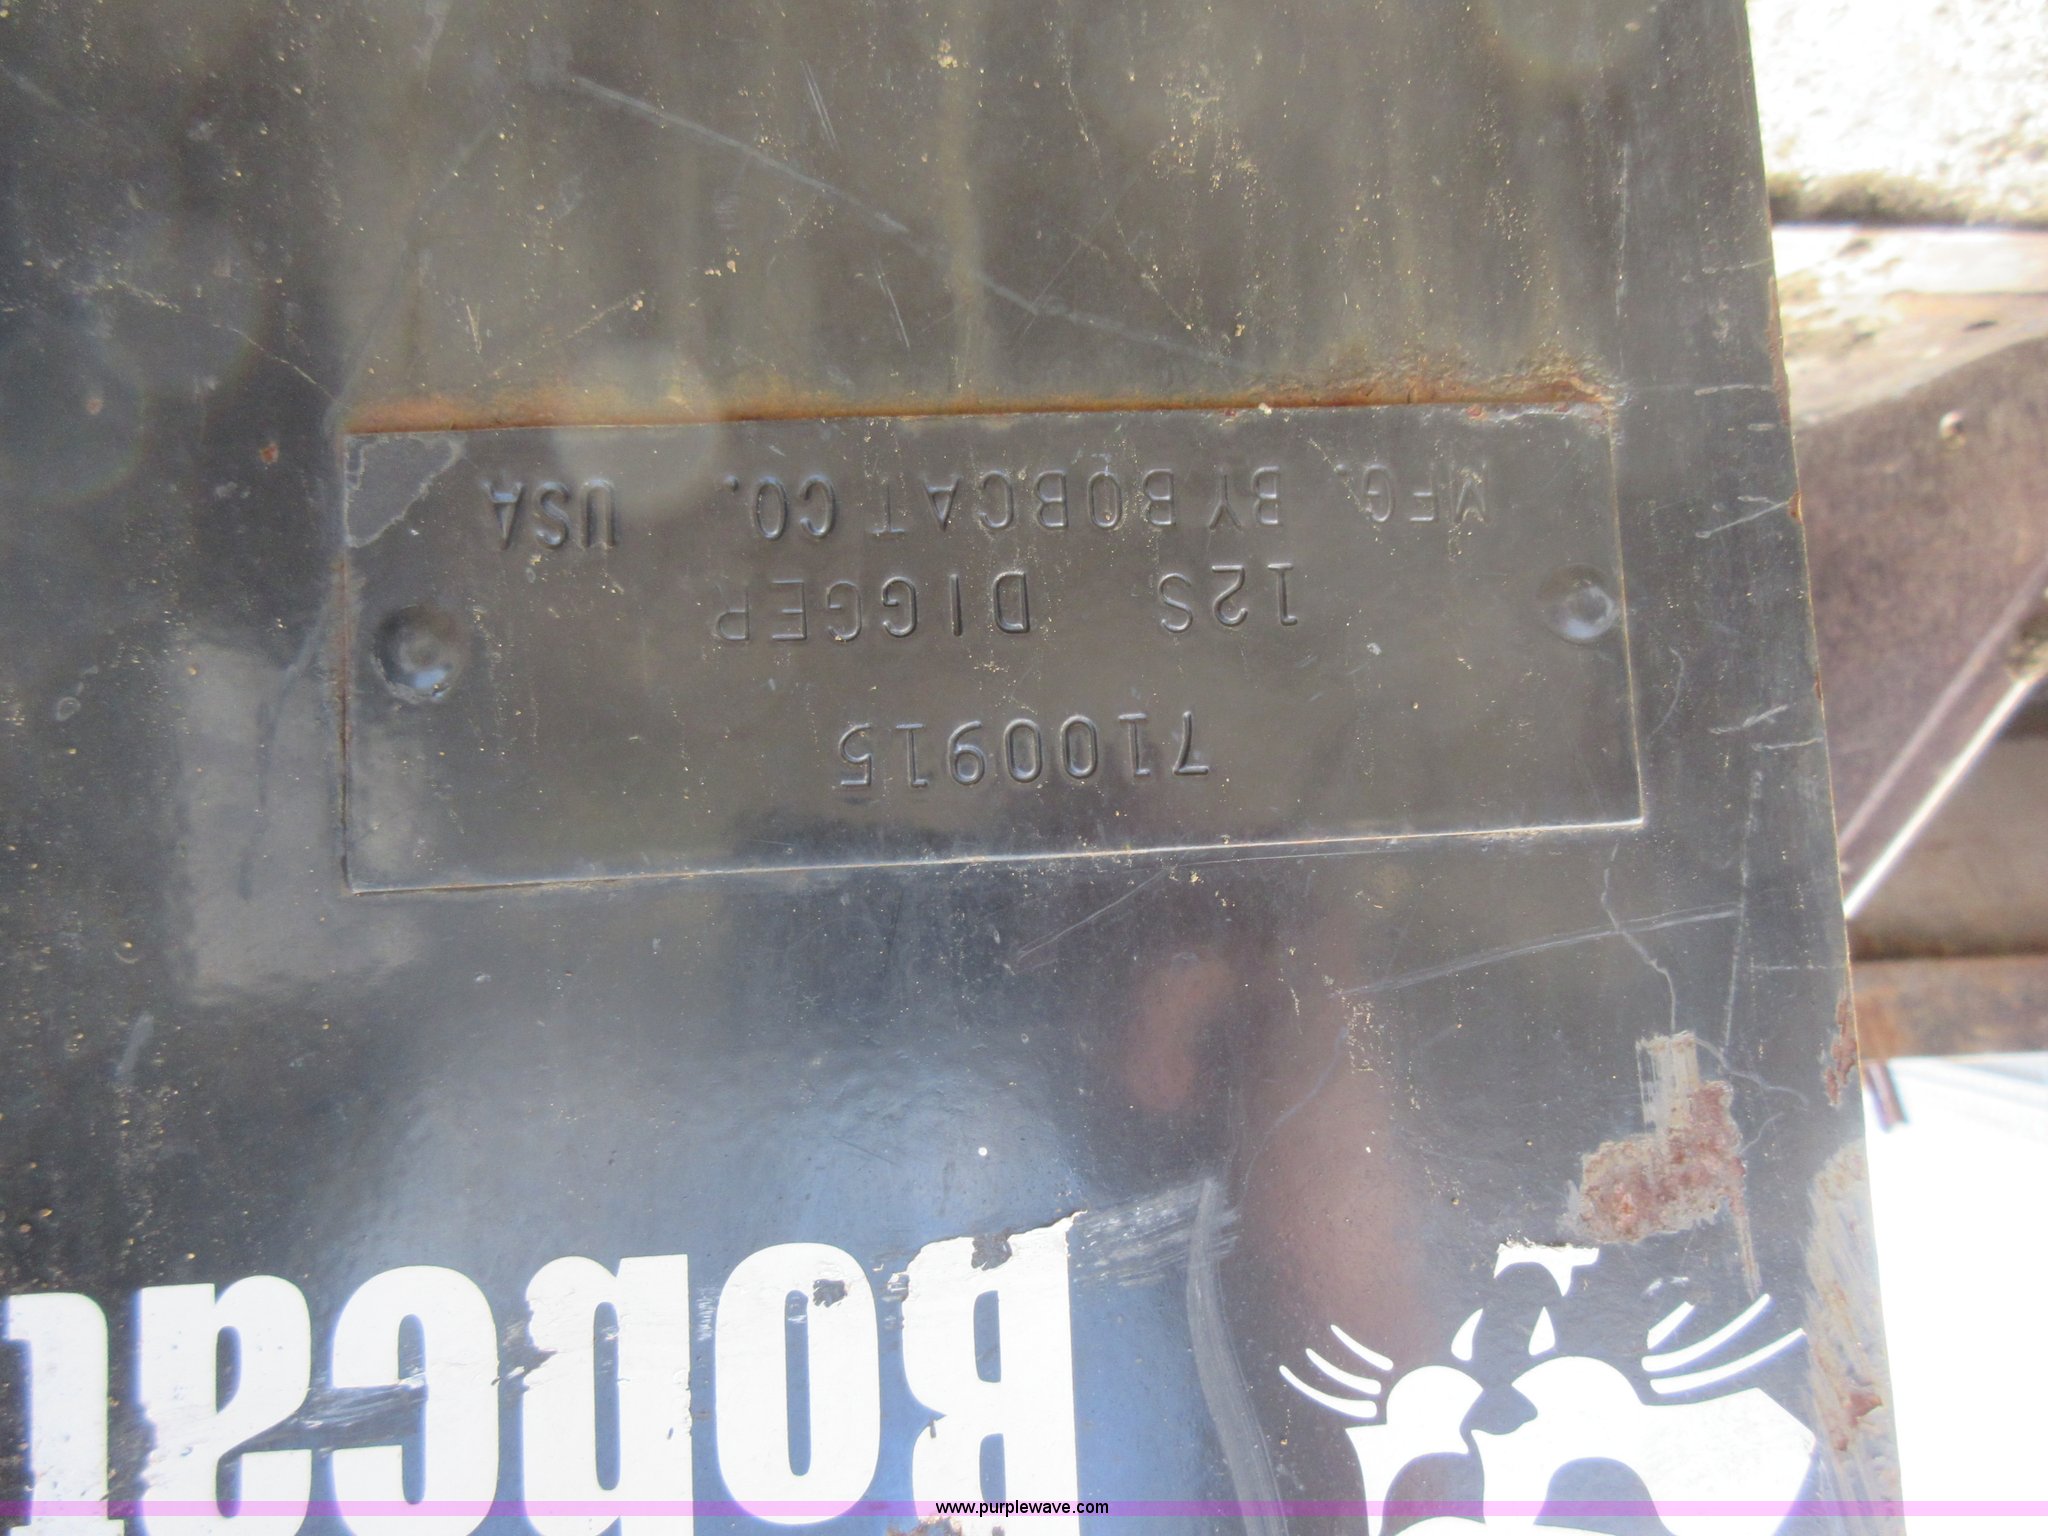 Bobcat
7100915
12S DIGGER
MFG. BY BOBCAT CO. USA
www.purplewave.com